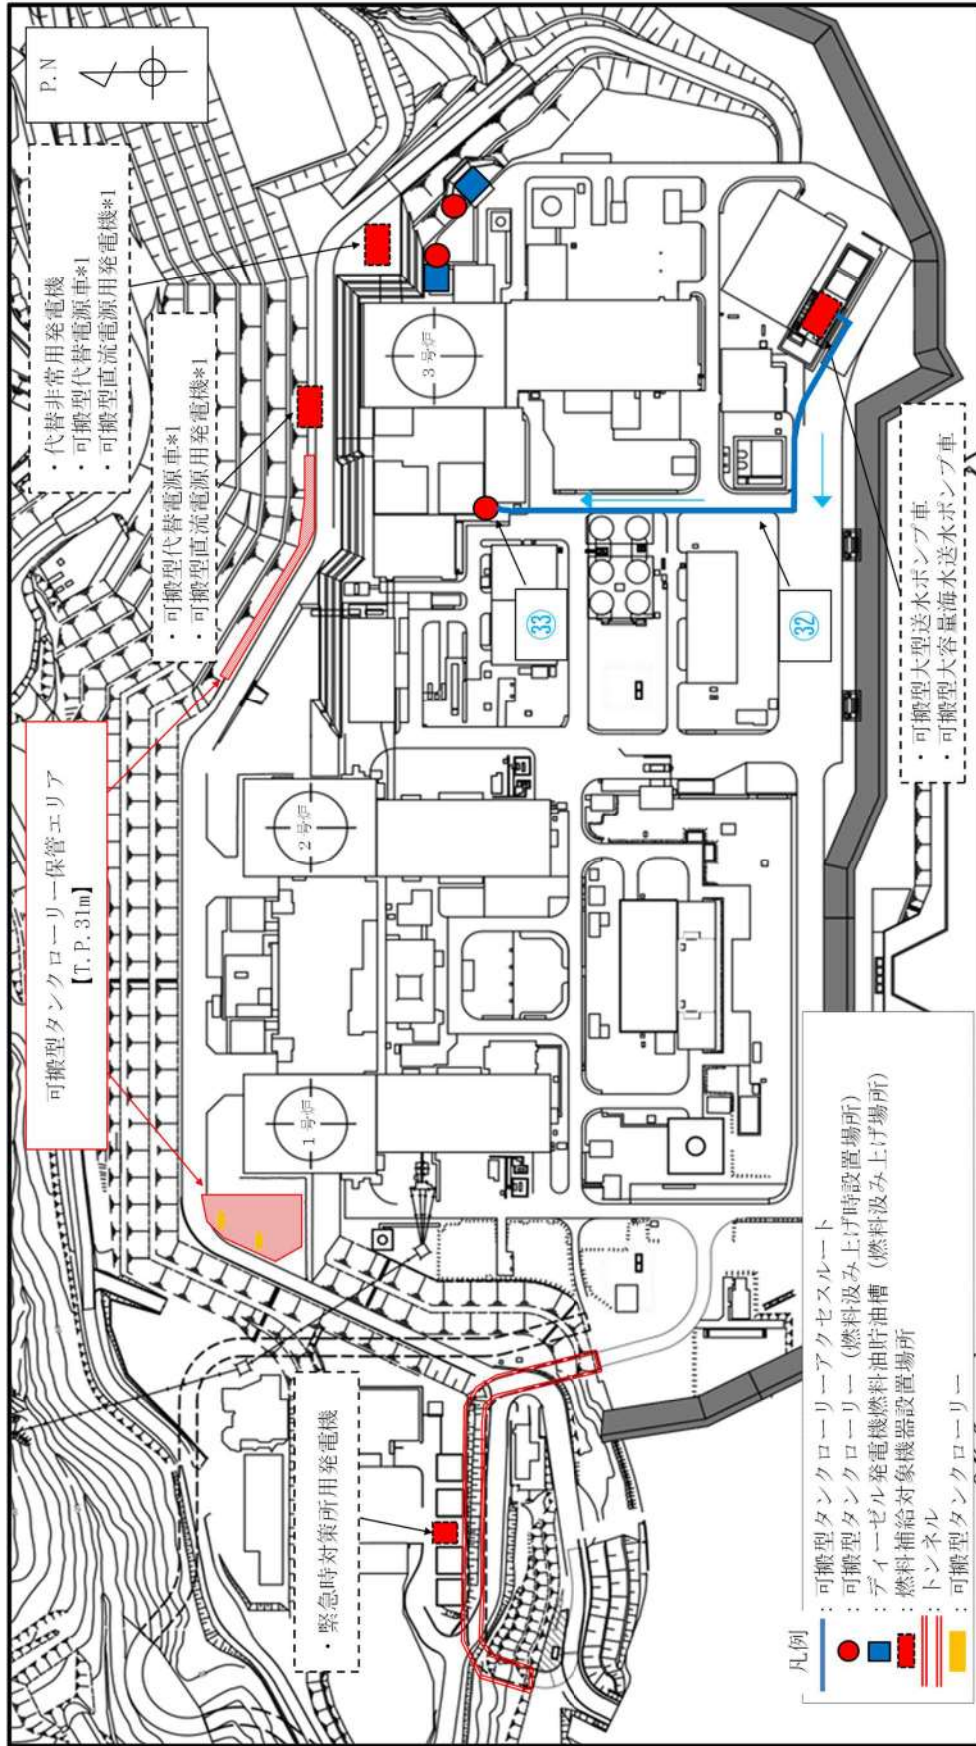 P.N
・代替非常用発電機
・可搬型代替電源車*1
・可搬型直流電源用発電機*1
・可搬型代替電源車*1
・可搬型直流電源用発電機*1
可搬型タンクローリー保管エリア
【T.P.31m】
・緊急時対策所用発電機
1号炉
2号炉
3号炉
㉝
㉜
・可搬型大型送水ポンプ車
・可搬型大容量海水送水ポンプ車
凡例
：可搬型タンクローリーアクセスルート
：可搬型タンクローリー（燃料汲み上げ時設置場所）
：ディーゼル発電機燃料油貯油槽（燃料汲み上げ場所）
：燃料補給対象機器設置場所
：トンネル
：可搬型タンクローリー